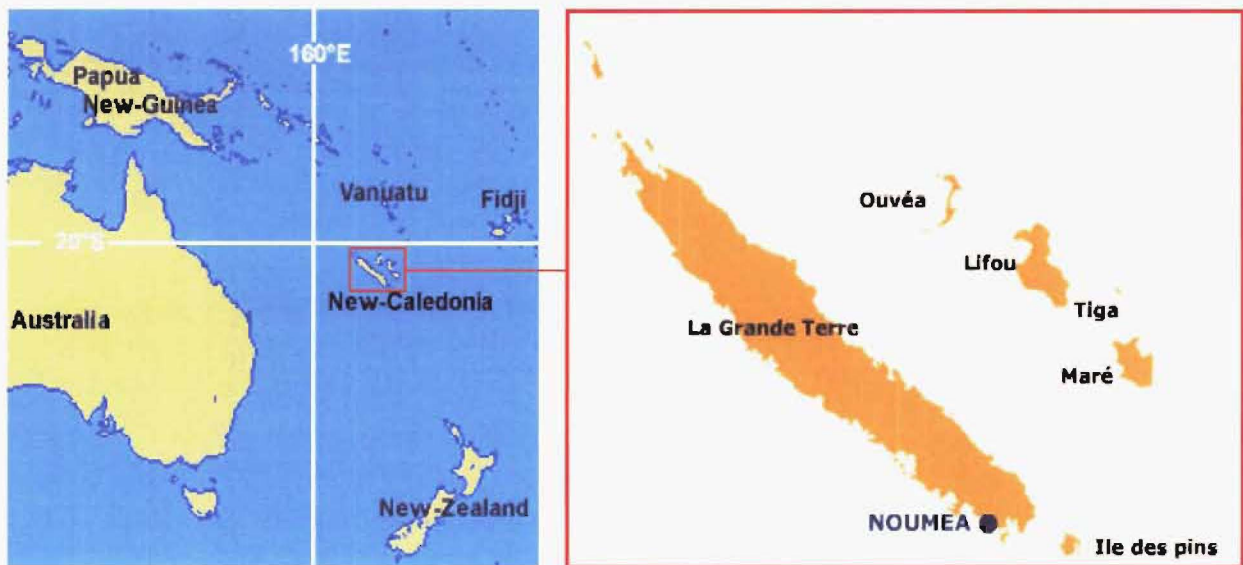 160°E
Papua
New-Guinea
Vanuatu
Fidji
20°S
New-Caledonia
Australia
New-Zealand
Ouvéa
Lifou
Tiga
La Grande Terre
Maré
NOUMEA
Ile des pins